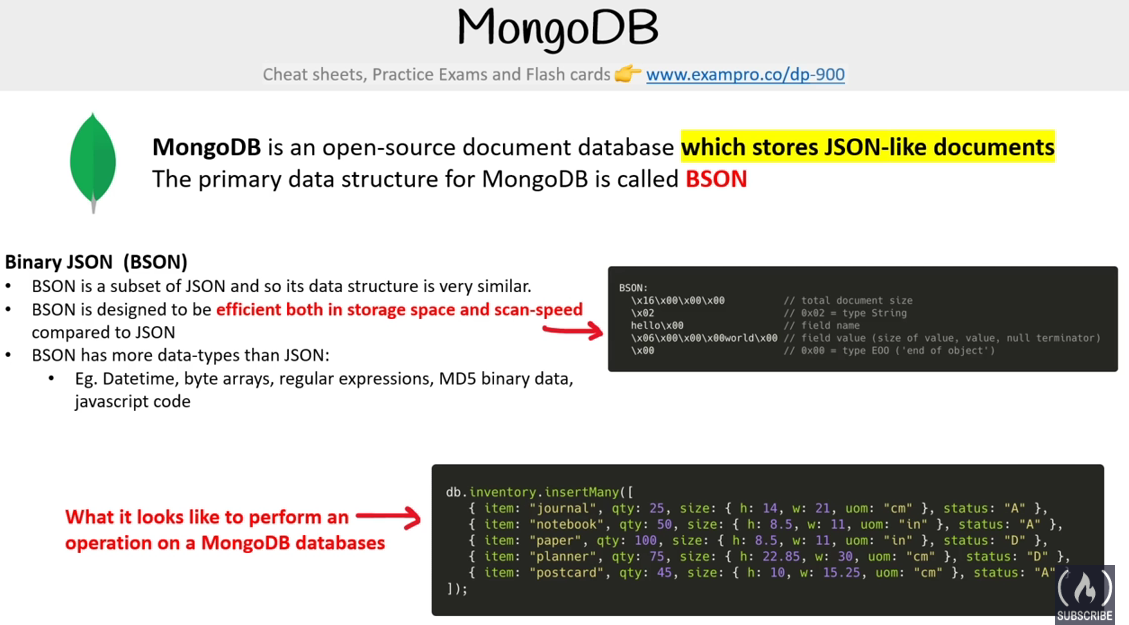 MongoDB
Cheat sheets, Practice Exams and Flash cards 👉 www.exampro.co/dp-900
MongoDB is an open-source document database which stores JSON-like documents
The primary data structure for MongoDB is called BSON
Binary JSON (BSON)
• BSON is a subset of JSON and so its data structure is very similar.
• BSON is designed to be efficient both in storage space and scan-speed
compared to JSON
• BSON has more data-types than JSON:
• Eg. Datetime, byte arrays, regular expressions, MD5 binary data,
javascript code
BSON:
\x16\x00\x00\x00 // total document size
\x02 // 0x02 = type String
hello\x00 // field name
\x06\x00\x00\x00world\x00 // field value (size of value, value, null terminator)
\x00 // 0x00 = type EOO ('end of object')
What it looks like to perform an
operation on a MongoDB databases
db.inventory.insertMany([
{ item: "journal", qty: 25, size: { h: 14, w: 21, uom: "cm" }, status: "A" },
{ item: "notebook", qty: 50, size: { h: 8.5, w: 11, uom: "in" }, status: "A" },
{ item: "paper", qty: 100, size: { h: 8.5, w: 11, uom: "in" }, status: "D" },
{ item: "planner", qty: 75, size: { h: 22.85, w: 30, uom: "cm" }, status: "D" },
{ item: "postcard", qty: 45, size: { h: 10, w: 15.25, uom: "cm" }, status: "A"
]);
SUBSCRIBE